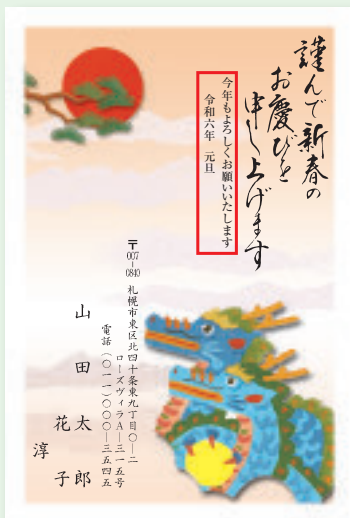 謹んで新春の
お慶びを
申し上げます
今年もよろしくお願いいたします
令和六年　元旦
〒007-0840
札幌市東区北四十条東九丁目〇―二
ローズヴィラA―三一五号
電話（〇一一）〇〇〇―三五四五
山田太郎
花子
淳